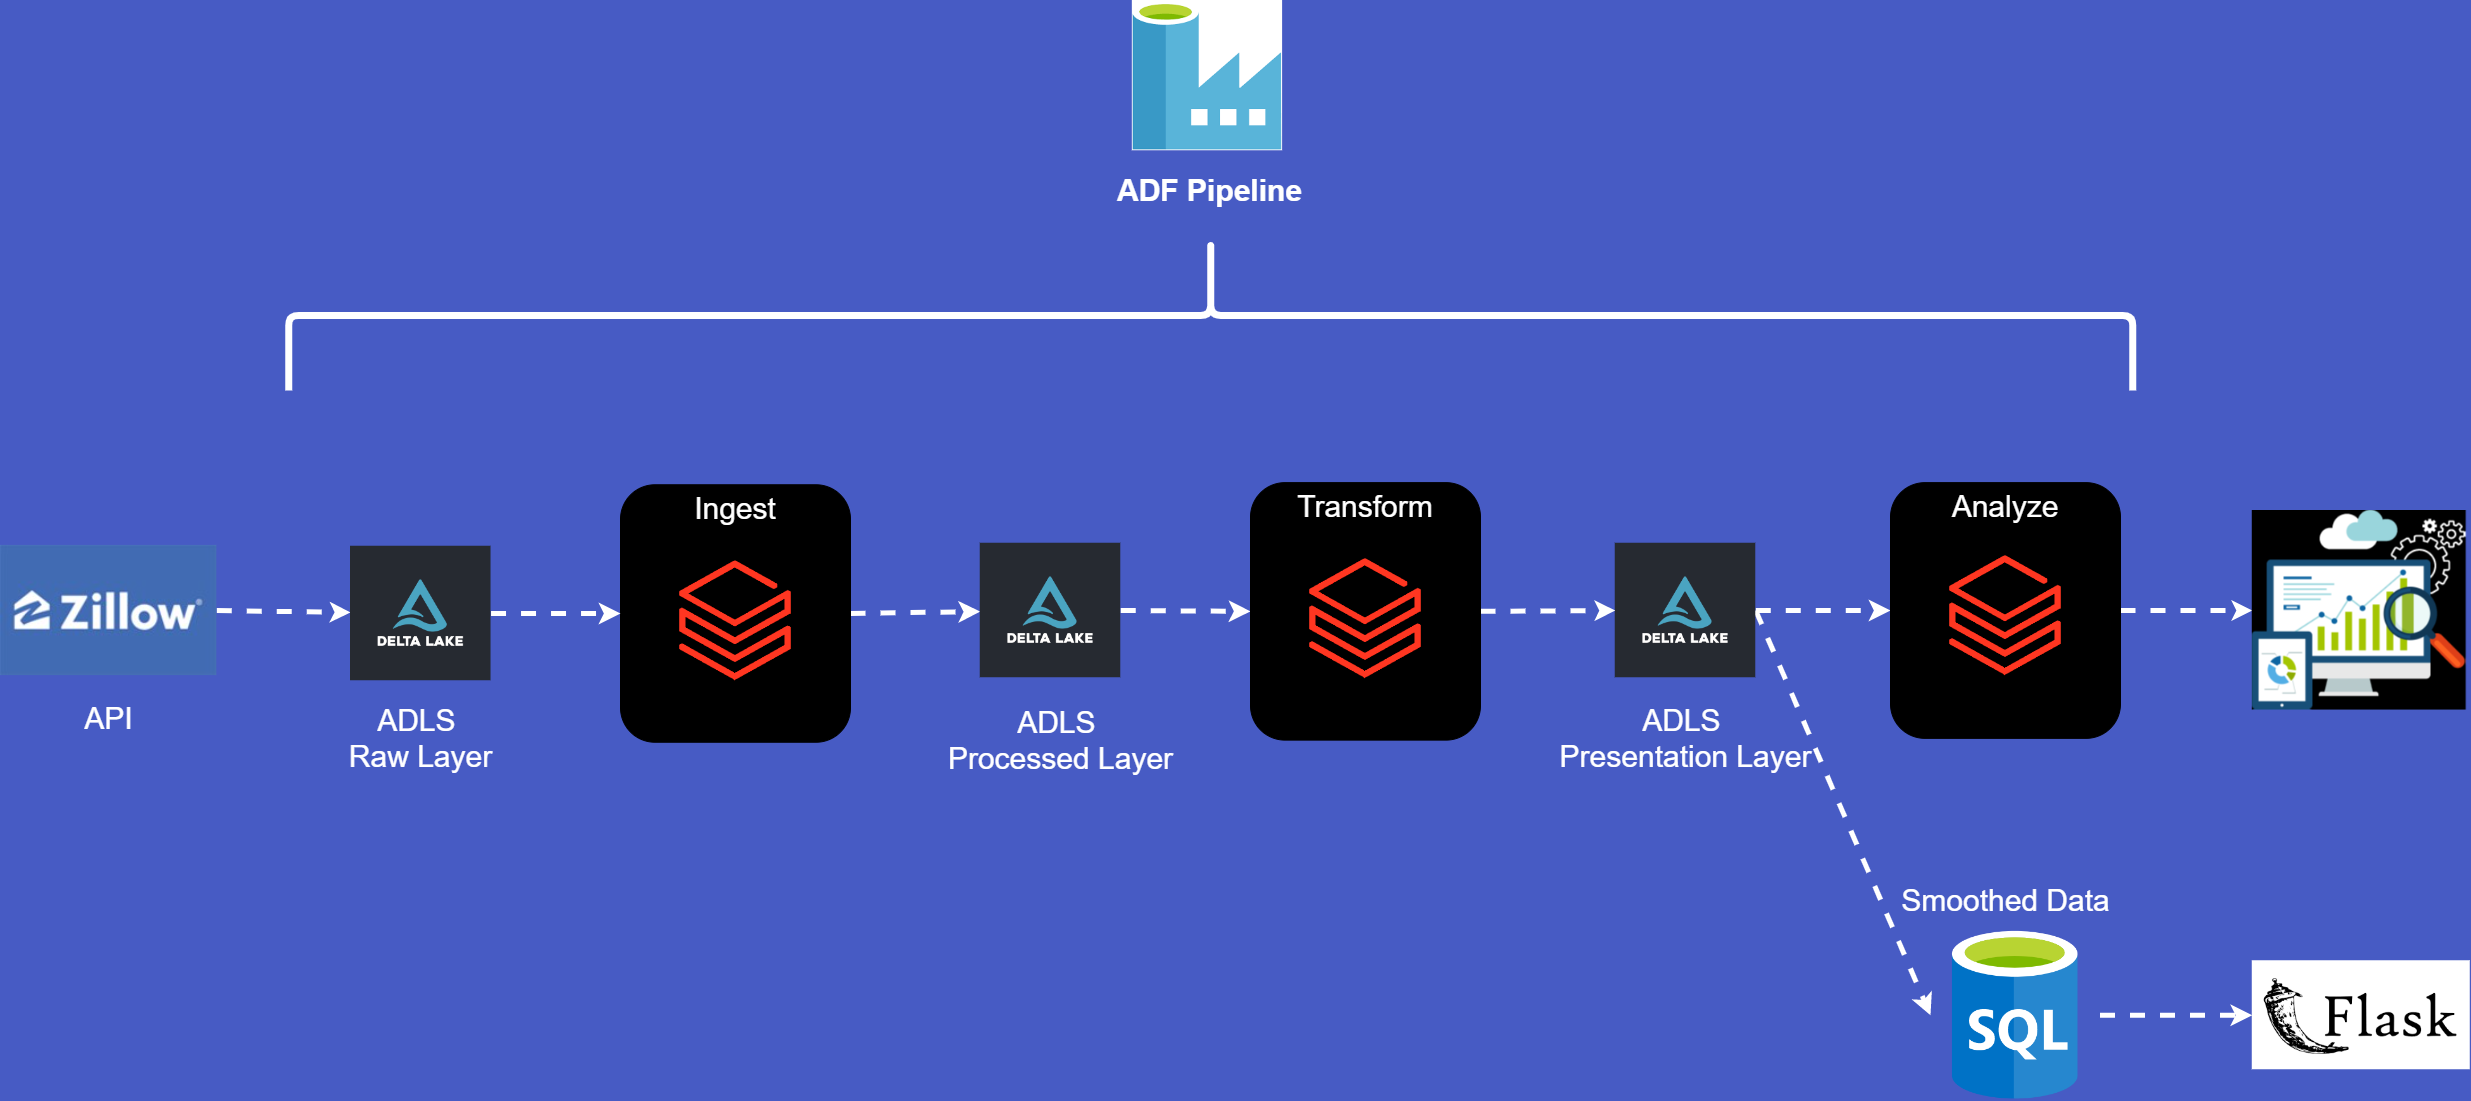 ADF Pipeline
Ingest
Transform
Analyze
Zillow®
DELTA LAKE
DELTA LAKE
DELTA LAKE
API
ADLS
Raw Layer
ADLS
Processed Layer
ADLS
Presentation Layer
Smoothed Data
SQL
Flask